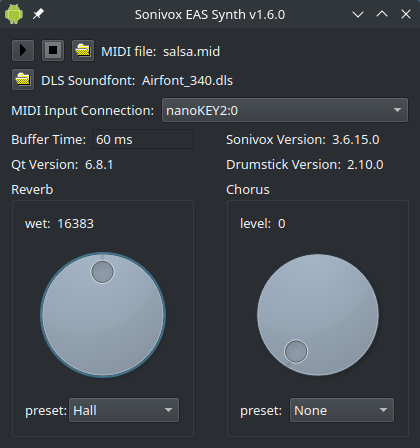 Sonivox EAS Synth v1.6.0
MIDI file: salsa.mid
DLS Soundfont: Airfont_340.dls
MIDI Input Connection: nanoKEY2:0
Buffer Time: 60 ms Sonivox Version: 3.6.15.0
Qt Version: 6.8.1 Drumstick Version: 2.10.0
Reverb Chorus
wet: 16383 level: 0
preset: Hall preset: None